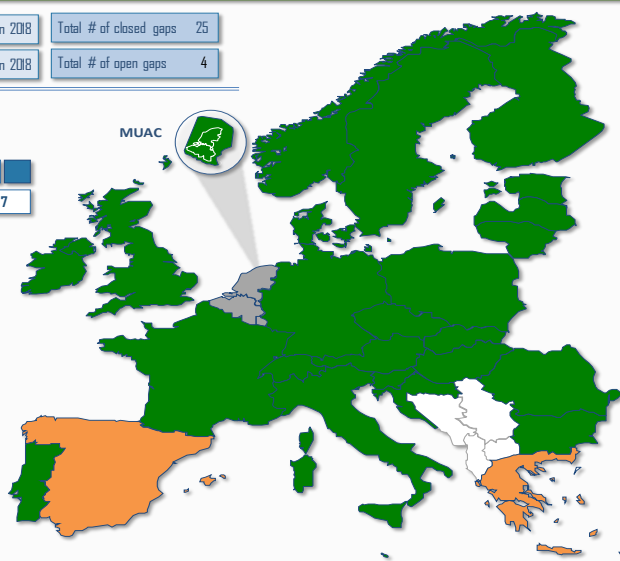 n 2018 Total # of closed gaps 25
n 2018 Total # of open gaps 4
MUAC
7